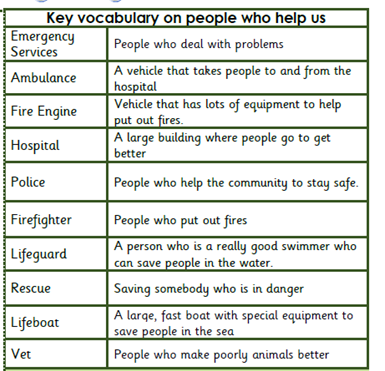 Key vocabulary on people who help us
Emergency
Services
People who deal with problems
Ambulance
A vehicle that takes people to and from the
hospital
Fire Engine
Vehicle that has lots of equipment to help
put out fires.
Hospital
A large building where people go to get
better
Police
People who help the community to stay safe.
Firefighter
People who put out fires
Lifeguard
A person who is a really good swimmer who
can save people in the water.
Rescue
Saving somebody who is in danger
Lifeboat
A large, fast boat with special equipment to
save people in the sea
Vet
People who make poorly animals better